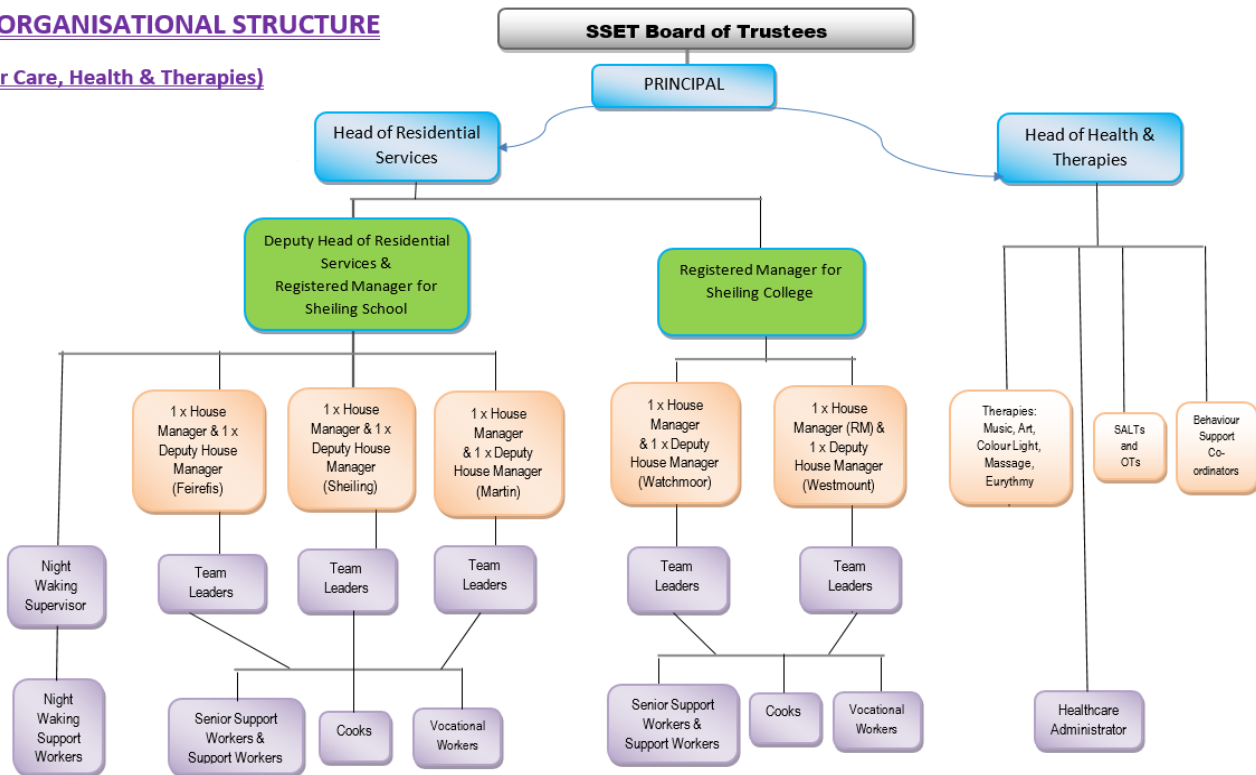 ORGANISATIONAL STRUCTURE
r Care, Health & Therapies)
SSET Board of Trustees
PRINCIPAL
Head of Residential
Services
Head of Health &
Therapies
Deputy Head of Residential
Services &
Registered Manager for
Sheiling School
Registered Manager for
Sheiling College
1 x House
Manager & 1 x
Deputy House
Manager
(Feirefis)
1 x House
Manager & 1 x
Deputy House
Manager
(Sheiling)
1 x House
Manager
& 1 x Deputy
House Manager
(Martin)
1 x House
Manager
& 1 x Deputy
House Manager
(Watchmoor)
1 x House
Manager (RM) &
1 x Deputy
House Manager
(Westmount)
Therapies:
Music, Art,
Colour Light,
Massage,
Eurythmy
SALTs
and
OTs
Behaviour
Support
Co-
ordinators
Night
Waking
Supervisor
Team
Leaders
Team
Leaders
Team
Leaders
Team
Leaders
Team
Leaders
Night
Waking
Support
Workers
Senior Support
Workers &
Support Workers
Cooks
Vocational
Workers
Senior Support
Workers &
Support Workers
Cooks
Vocational
Workers
Healthcare
Administrator